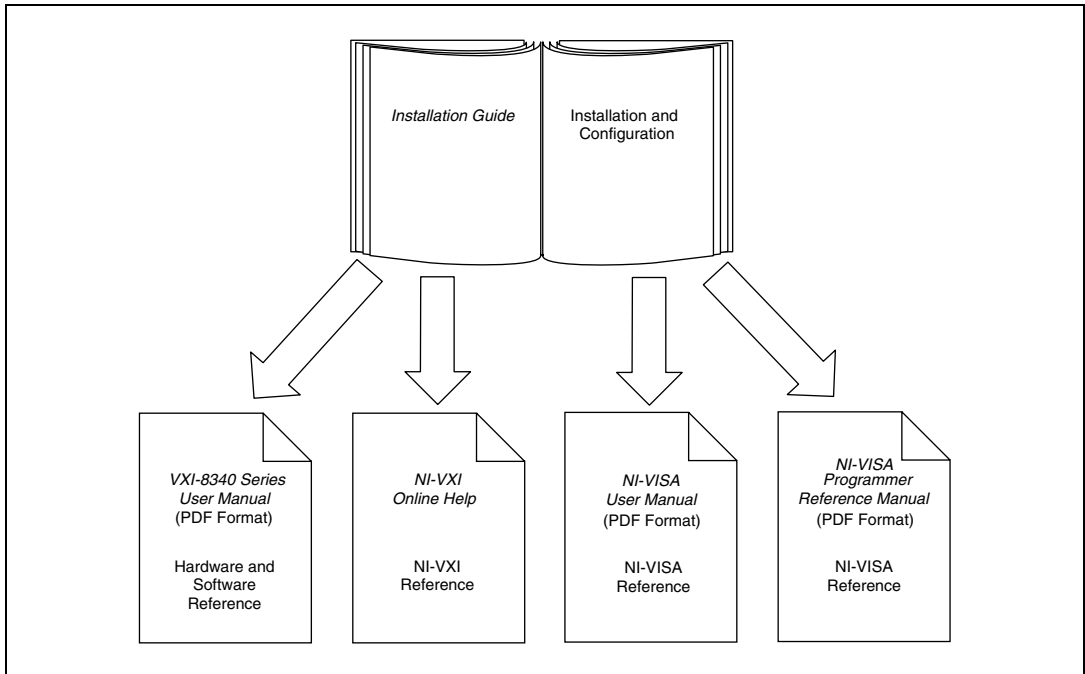 Installation Guide
Installation and
Configuration
VXI-8340 Series
User Manual
(PDF Format)
Hardware and
Software
Reference
NI-VXI
Online Help
NI-VXI
Reference
NI-VISA
User Manual
(PDF Format)
NI-VISA
Reference
NI-VISA
Programmer
Reference Manual
(PDF Format)
NI-VISA
Reference